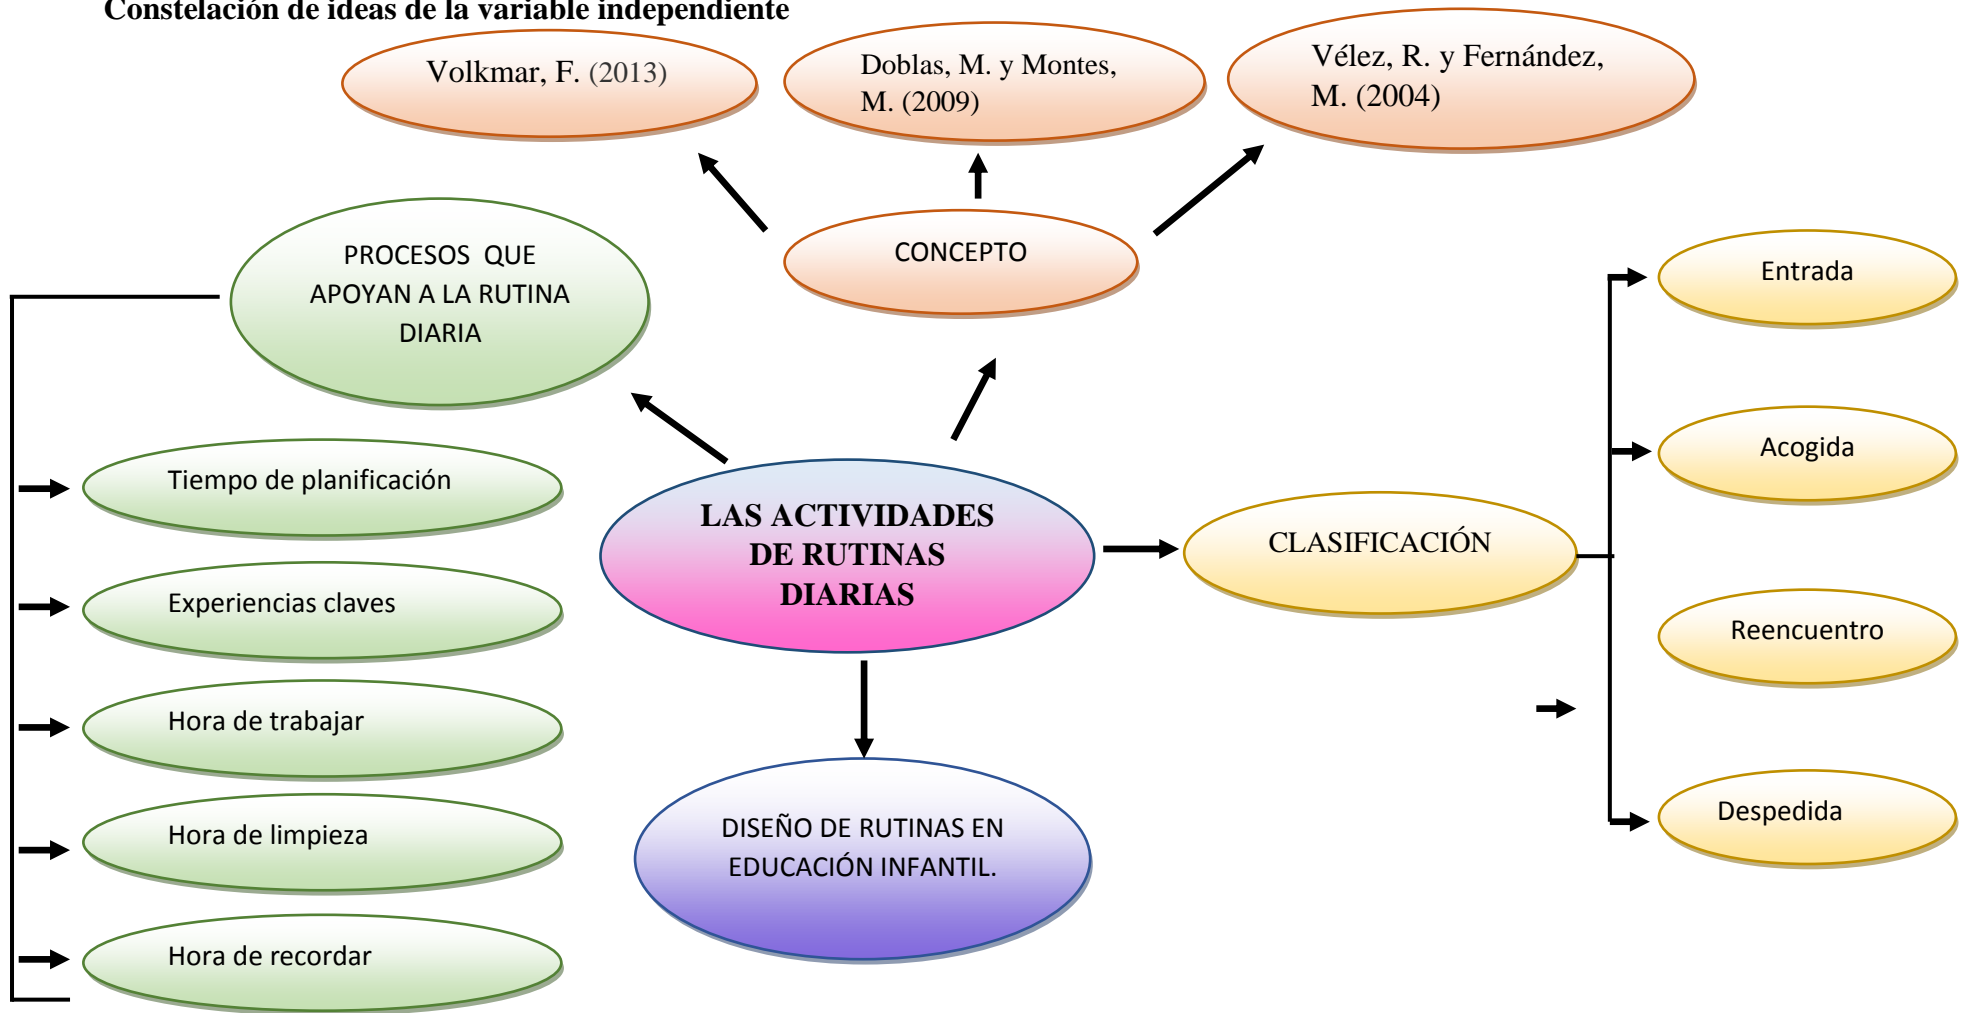 Constelación de ideas de la variable independiente
Volkmar, F. (2013)
Doblas, M. y Montes,
M. (2009)
Vélez, R. y Fernández,
M. (2004)
CONCEPTO
PROCESOS QUE
APOYAN A LA RUTINA
DIARIA
Tiempo de planificación
Experiencias claves
Hora de trabajar
Hora de limpieza
Hora de recordar
LAS ACTIVIDADES
DE RUTINAS
DIARIAS
DISEÑO DE RUTINAS EN
EDUCACIÓN INFANTIL.
CLASIFICACIÓN
Entrada
Acogida
Reencuentro
Despedida